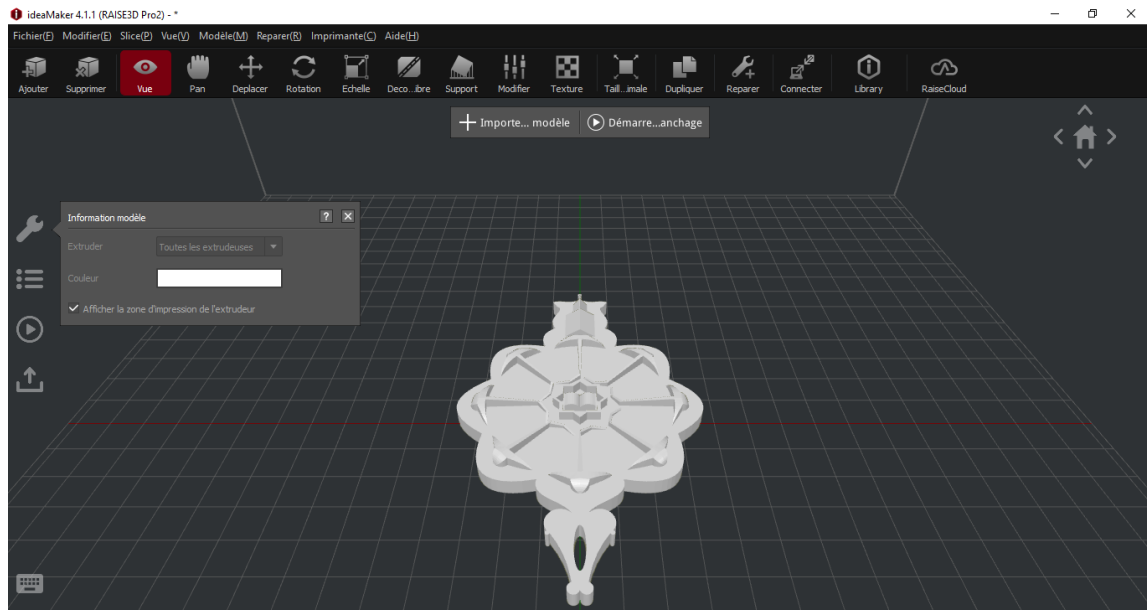 ideaMaker 4.1.1 (RAISE3D Pro2) - *
Fichier(F) Modifier(E) Slice(P) Vue(V) Modèle(M) Reparer(R) Imprimante(C) Aide(H)
Ajouter Supprimer Vue Pan Deplacer Rotation Echelle Deco...ibre Support Modifier Texture Taill...imale Dupliquer Reparer Connecter Library RaiseCloud
Importe... modèle Démarre...anchage
Information modèle ?
Extruder Toutes les extrudeuses
Couleur
Afficher la zone d'impression de l'extrudeur